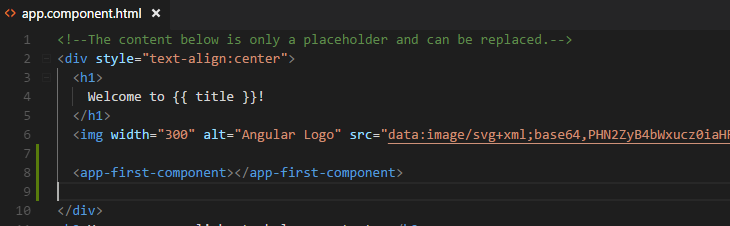 <> app.component.html ×
1 <!--The content below is only a placeholder and can be replaced.-->
2 <div style="text-align:center">
3 <h1>
4 Welcome to {{ title }}!
5 </h1>
6 <img width="300" alt="Angular Logo" src="data:image/svg+xml;base64,PHN2ZyB4bWxucz0iaHR
7
8 <app-first-component></app-first-component>
9
10 </div>